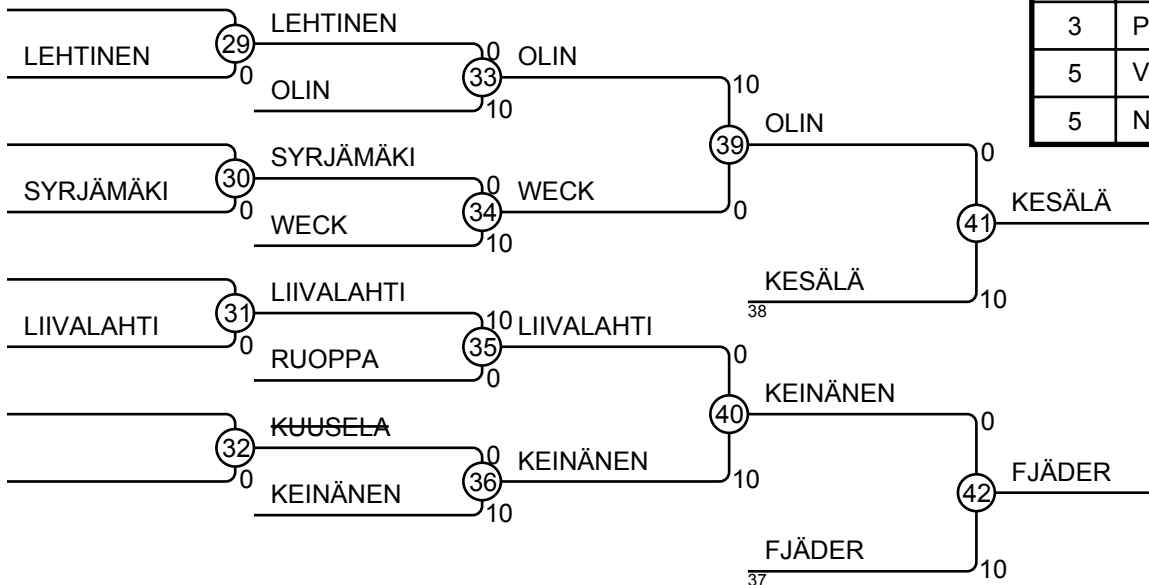 LEHTINEN
29
0
LEHTINEN
0
OLIN
10
33
OLIN
10
SYRJÄMÄKI
30
0
SYRJÄMÄKI
0
WECK
10
34
WECK
0
39
OLIN
0
LIIVALAHTI
31
0
LIIVALAHTI
10
RUOPPA
0
35
LIIVALAHTI
0
32
0
KUUSELA
0
KEINÄNEN
10
36
KEINÄNEN
10
40
KEINÄNEN
0
KESÄLÄ
38
10
41
KESÄLÄ
FJÄDER
37
10
42
FJÄDER
3 P
5 V
5 N